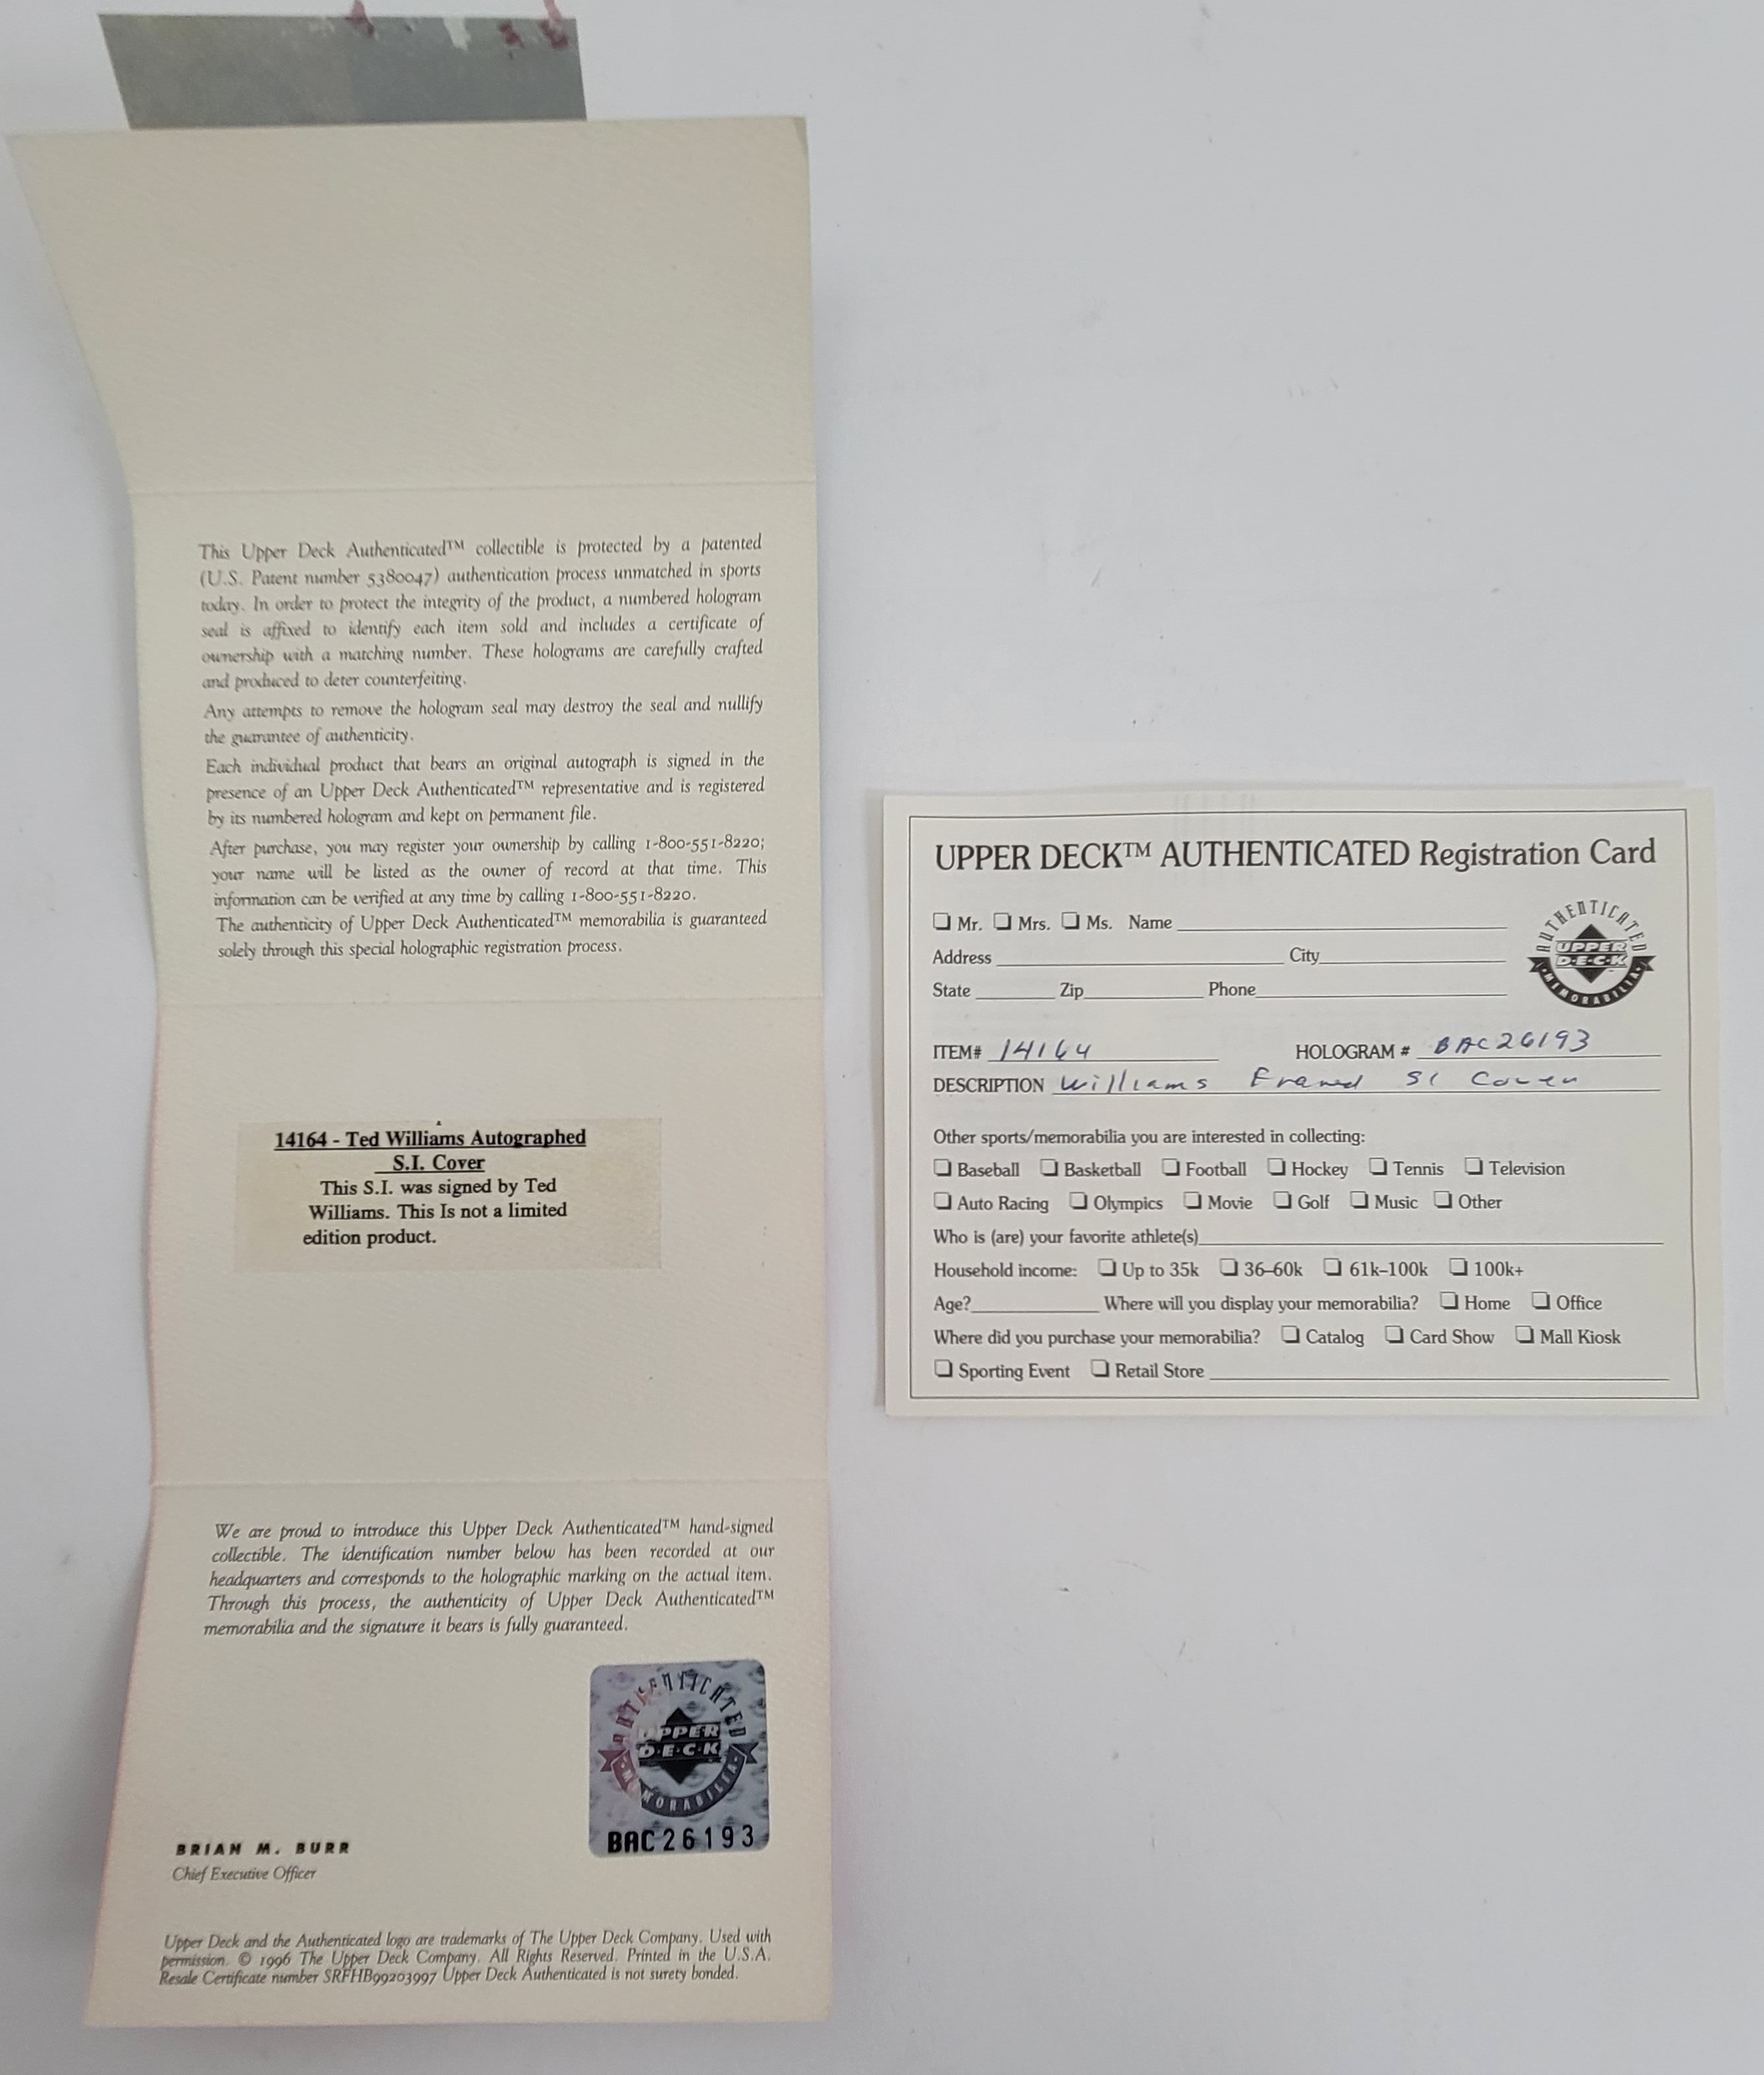 This Upper Deck Authenticated™ collectible is protected by a patented
(U.S. Patent number 5380047) authentication process unmatched in sports
today. In order to protect the integrity of the product, a numbered hologram
seal is affixed to identify each item sold and includes a certificate of
ownership with a matching number. These holograms are carefully crafted
and produced to deter counterfeiting.
Any attempts to remove the hologram seal may destroy the seal and nullify
the guarantee of authenticity.
Each individual product that bears an original autograph is signed in the
presence of an Upper Deck Authenticated™ representative and is registered
by its numbered hologram and kept on permanent file.
After purchase, you may register your ownership by calling 1-800-551-8220;
your name will be listed as the owner of record at that time. This
information can be verified at any time by calling 1-800-551-8220.
The authenticity of Upper Deck Authenticated™ memorabilia is guaranteed
solely through this special holographic registration process.
14164 - Ted Williams Autographed
S.I. Cover
This S.I. was signed by Ted
Williams. This Is not a limited
edition product.
We are proud to introduce this Upper Deck Authenticated™ hand-signed
collectible. The identification number below has been recorded at our
headquarters and corresponds to the holographic marking on the actual item.
Through this process, the authenticity of Upper Deck Authenticated™
memorabilia and the signature it bears is fully guaranteed.
AUTHENTICATED
UPPER
D·E·C·K
MEMORABILIA
BAC26193
BRIAN M. BURR
Chief Executive Officer
Upper Deck and the Authenticated logo are trademarks of The Upper Deck Company. Used with
permission. © 1996 The Upper Deck Company. All Rights Reserved. Printed in the U.S.A.
Resale Certificate number SRFHB99203997 Upper Deck Authenticated is not surety bonded.
UPPER DECK™ AUTHENTICATED Registration Card
Mr. Mrs. Ms. Name
Address City
State Zip Phone
AUTHENTICATED
UPPER
D·E·C·K
MEMORABILIA
ITEM# 14164 HOLOGRAM # BAC26193
DESCRIPTION Williams Framed SI Cover
Other sports/memorabilia you are interested in collecting:
Baseball Basketball Football Hockey Tennis Television
Auto Racing Olympics Movie Golf Music Other
Who is (are) your favorite athlete(s)
Household income: Up to 35k 36–60k 61k–100k 100k+
Age? Where will you display your memorabilia? Home Office
Where did you purchase your memorabilia? Catalog Card Show Mall Kiosk
Sporting Event Retail Store